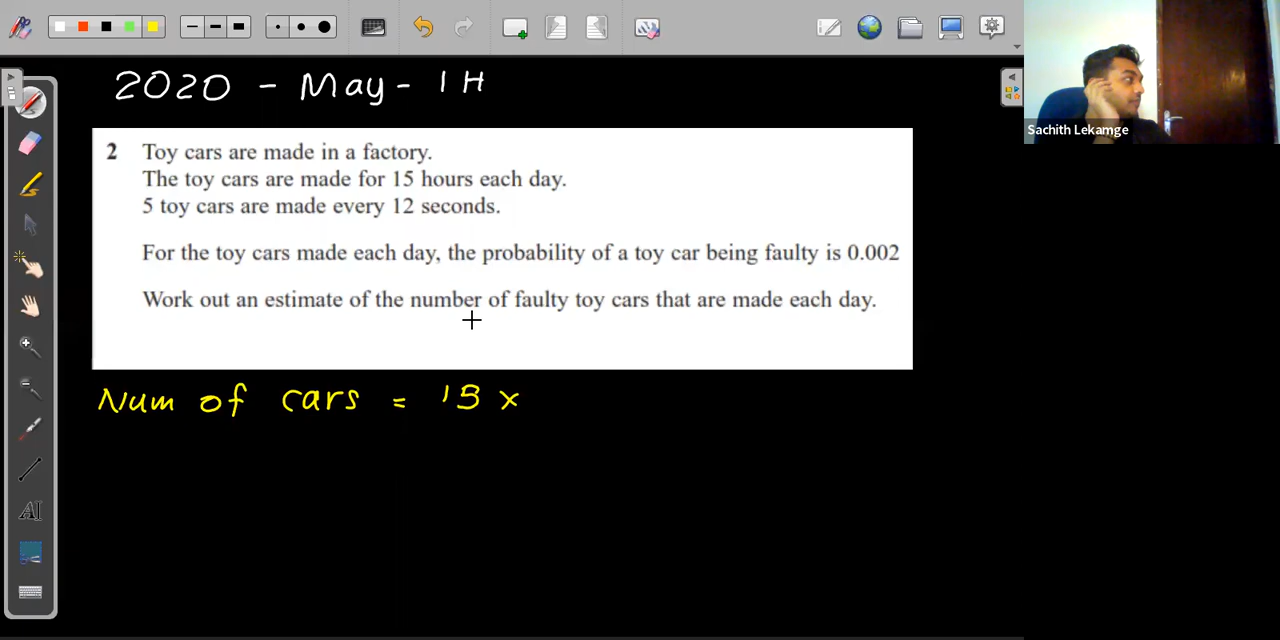 2020 - May - 1H
Sachith Lekamge
2 Toy cars are made in a factory.
The toy cars are made for 15 hours each day.
5 toy cars are made every 12 seconds.
For the toy cars made each day, the probability of a toy car being faulty is 0.002
Work out an estimate of the number of faulty toy cars that are made each day.
Num of cars = 15 ×
AI